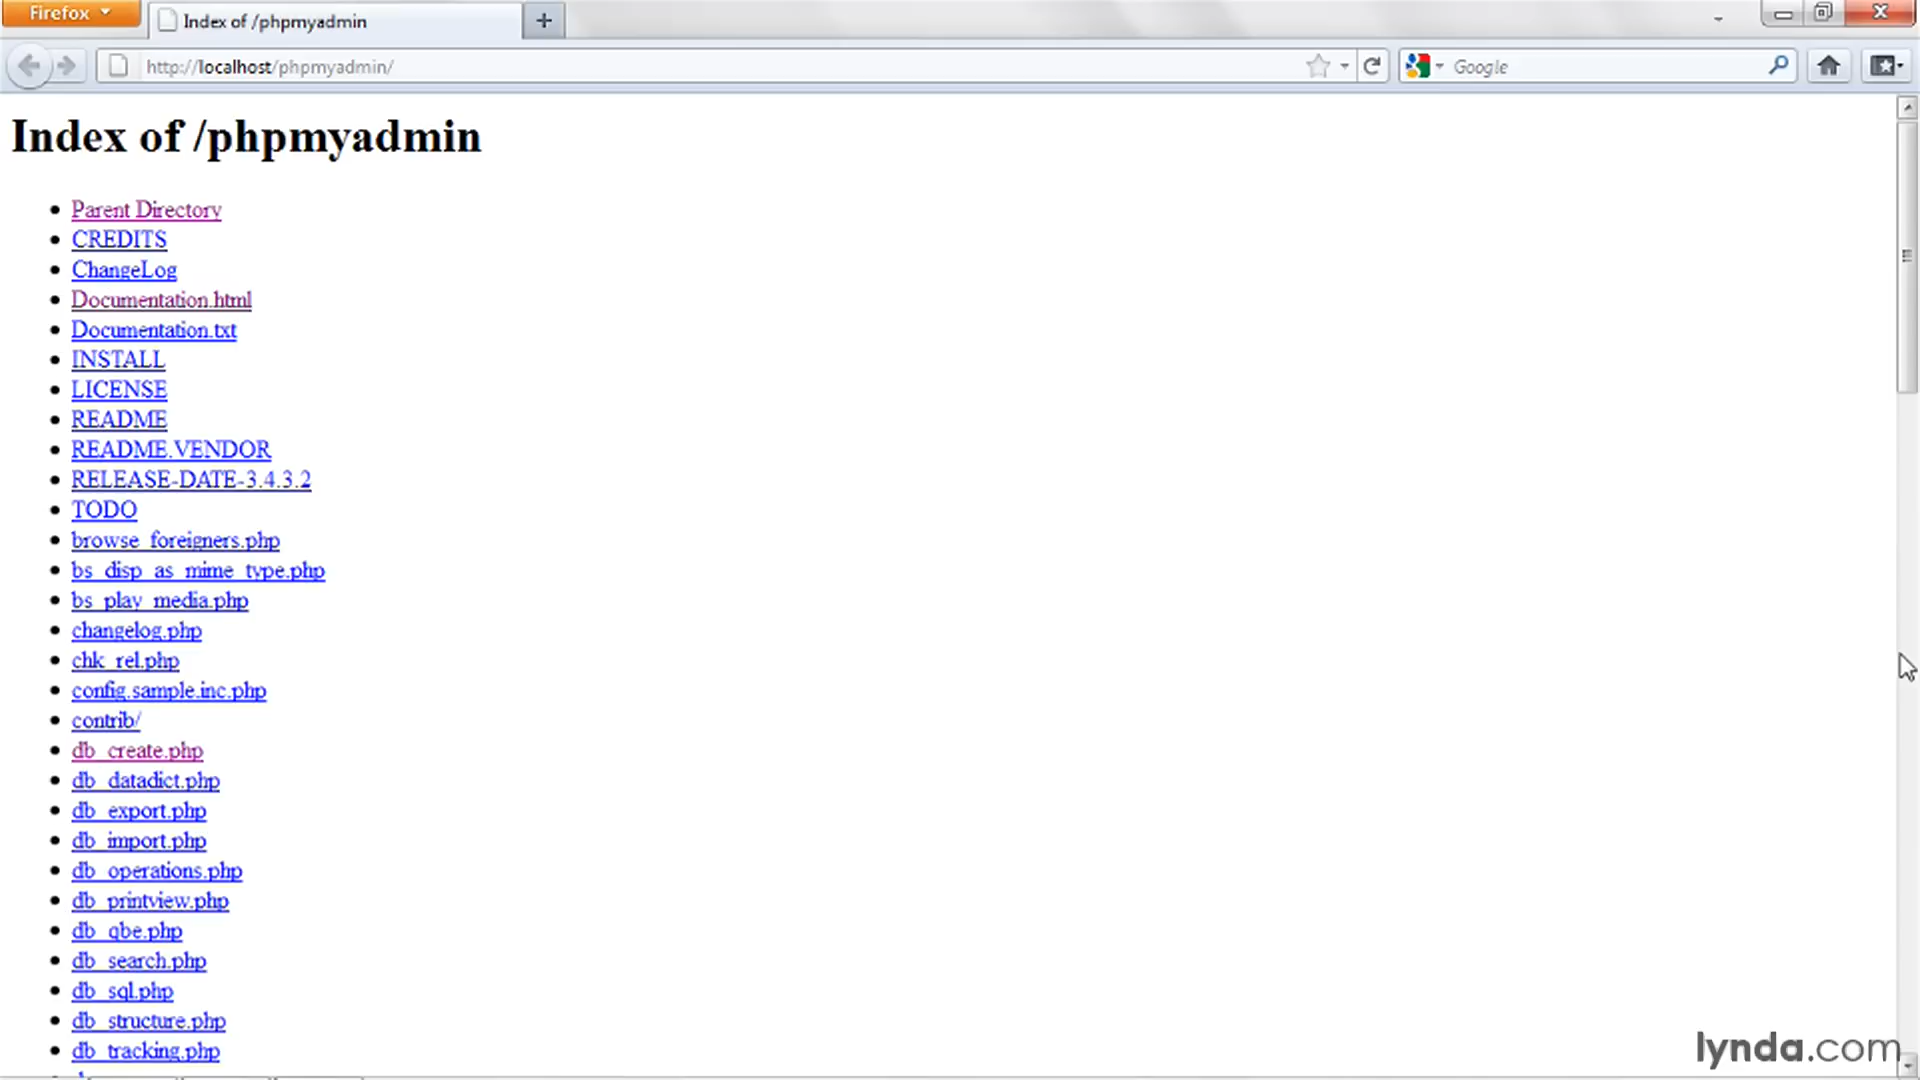 Firefox
Index of /phpmyadmin
http://localhost/phpmyadmin/
Google
Index of /phpmyadmin
Parent Directory
CREDITS
ChangeLog
Documentation.html
Documentation.txt
INSTALL
LICENSE
README
README.VENDOR
RELEASE-DATE-3.4.3.2
TODO
browse_foreigners.php
bs_disp_as_mime_type.php
bs_play_media.php
changelog.php
chk_rel.php
config.sample.inc.php
contrib/
db_create.php
db_datadict.php
db_export.php
db_import.php
db_operations.php
db_printview.php
db_qbe.php
db_search.php
db_sql.php
db_structure.php
db_tracking.php
lynda.com